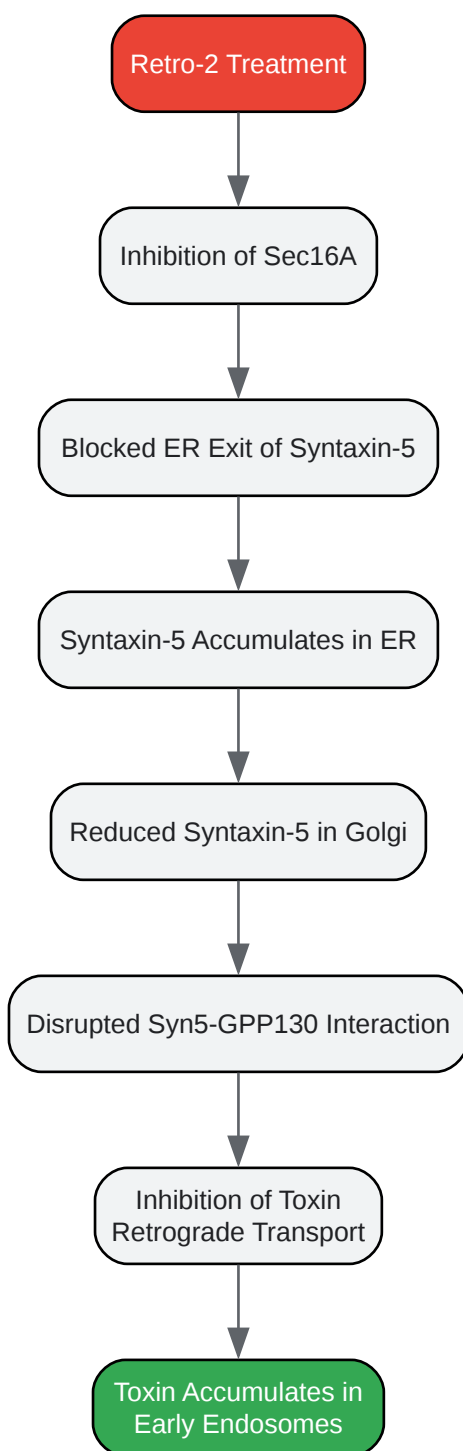 Retro-2 Treatment
Inhibition of Sec16A
Blocked ER Exit of Syntaxin-5
Syntaxin-5 Accumulates in ER
Reduced Syntaxin-5 in Golgi
Disrupted Syn5-GPP130 Interaction
Inhibition of Toxin
Retrograde Transport
Toxin Accumulates in
Early Endosomes